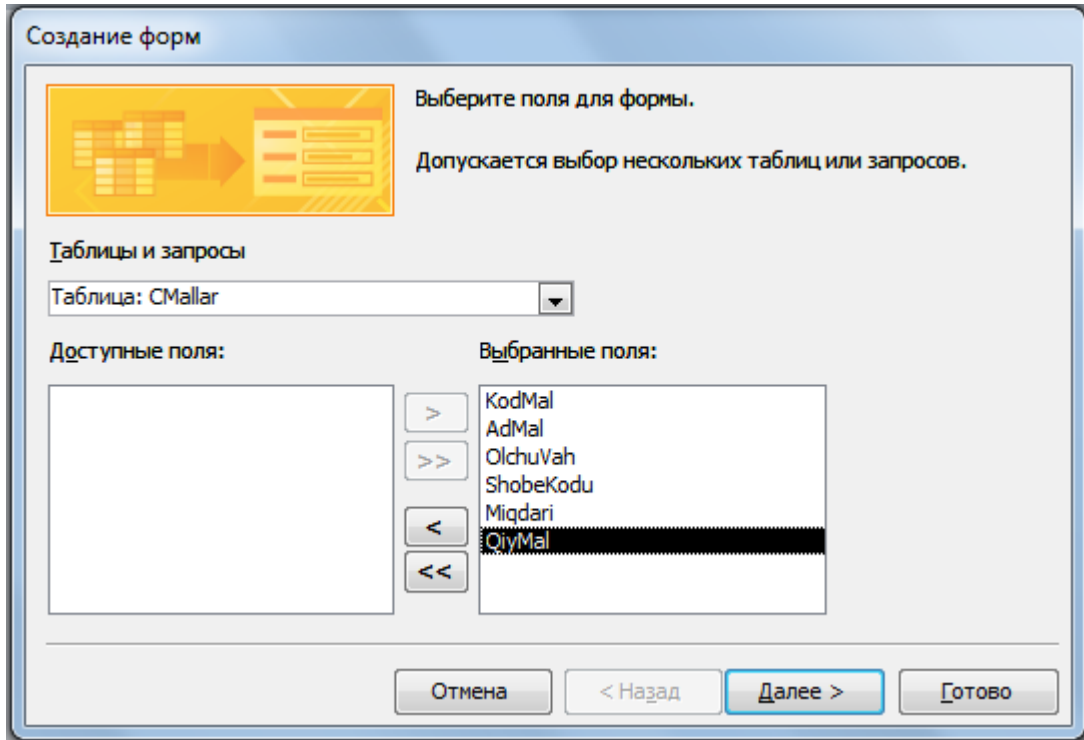 Создание форм
Выберите поля для формы.
Допускается выбор нескольких таблиц или запросов.
Таблицы и запросы
Таблица: CMallar
Доступные поля:
Выбранные поля:
>
>>
<
<<
KodMal
AdMal
OlchuVah
ShobeKodu
Miqdari
QiyMal
Отмена
< Назад
Далее >
Готово